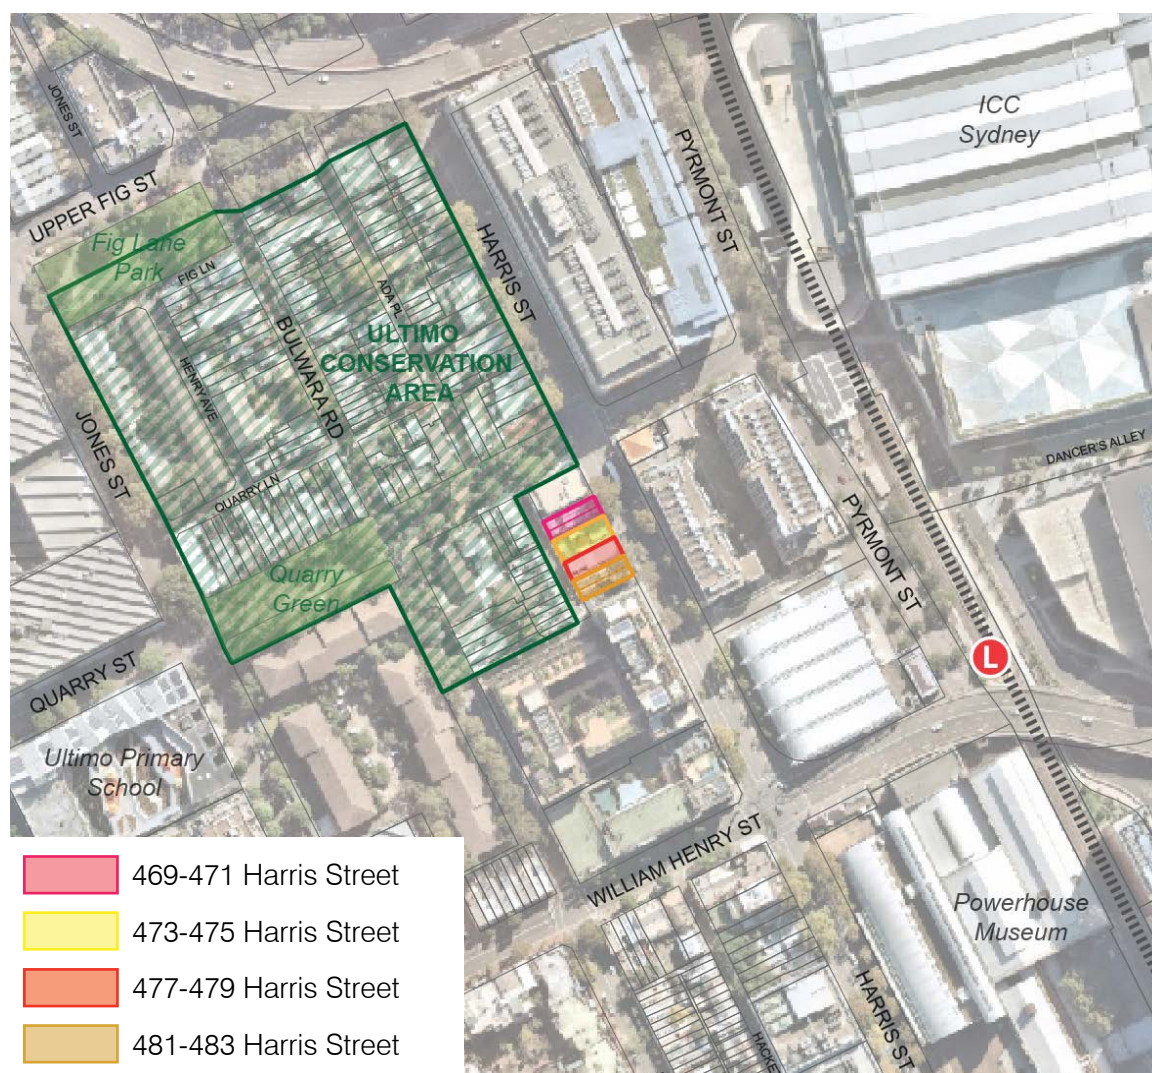 JONES ST
ICC
Sydney
PYRMONT ST
UPPER FIG ST
Fig Lane
Park
FIG LN
HARRIS ST
ADA PL
BULWARA RD
ULTIMO
CONSERVATION
AREA
HENRY AVE
JONES ST
QUARRY LN
DANCER'S ALLEY
PYRMONT ST
Quarry
Green
L
QUARRY ST
Ultimo Primary
School
WILLIAM HENRY ST
Powerhouse
Museum
HARRIS ST
HACKET
469-471 Harris Street
473-475 Harris Street
477-479 Harris Street
481-483 Harris Street